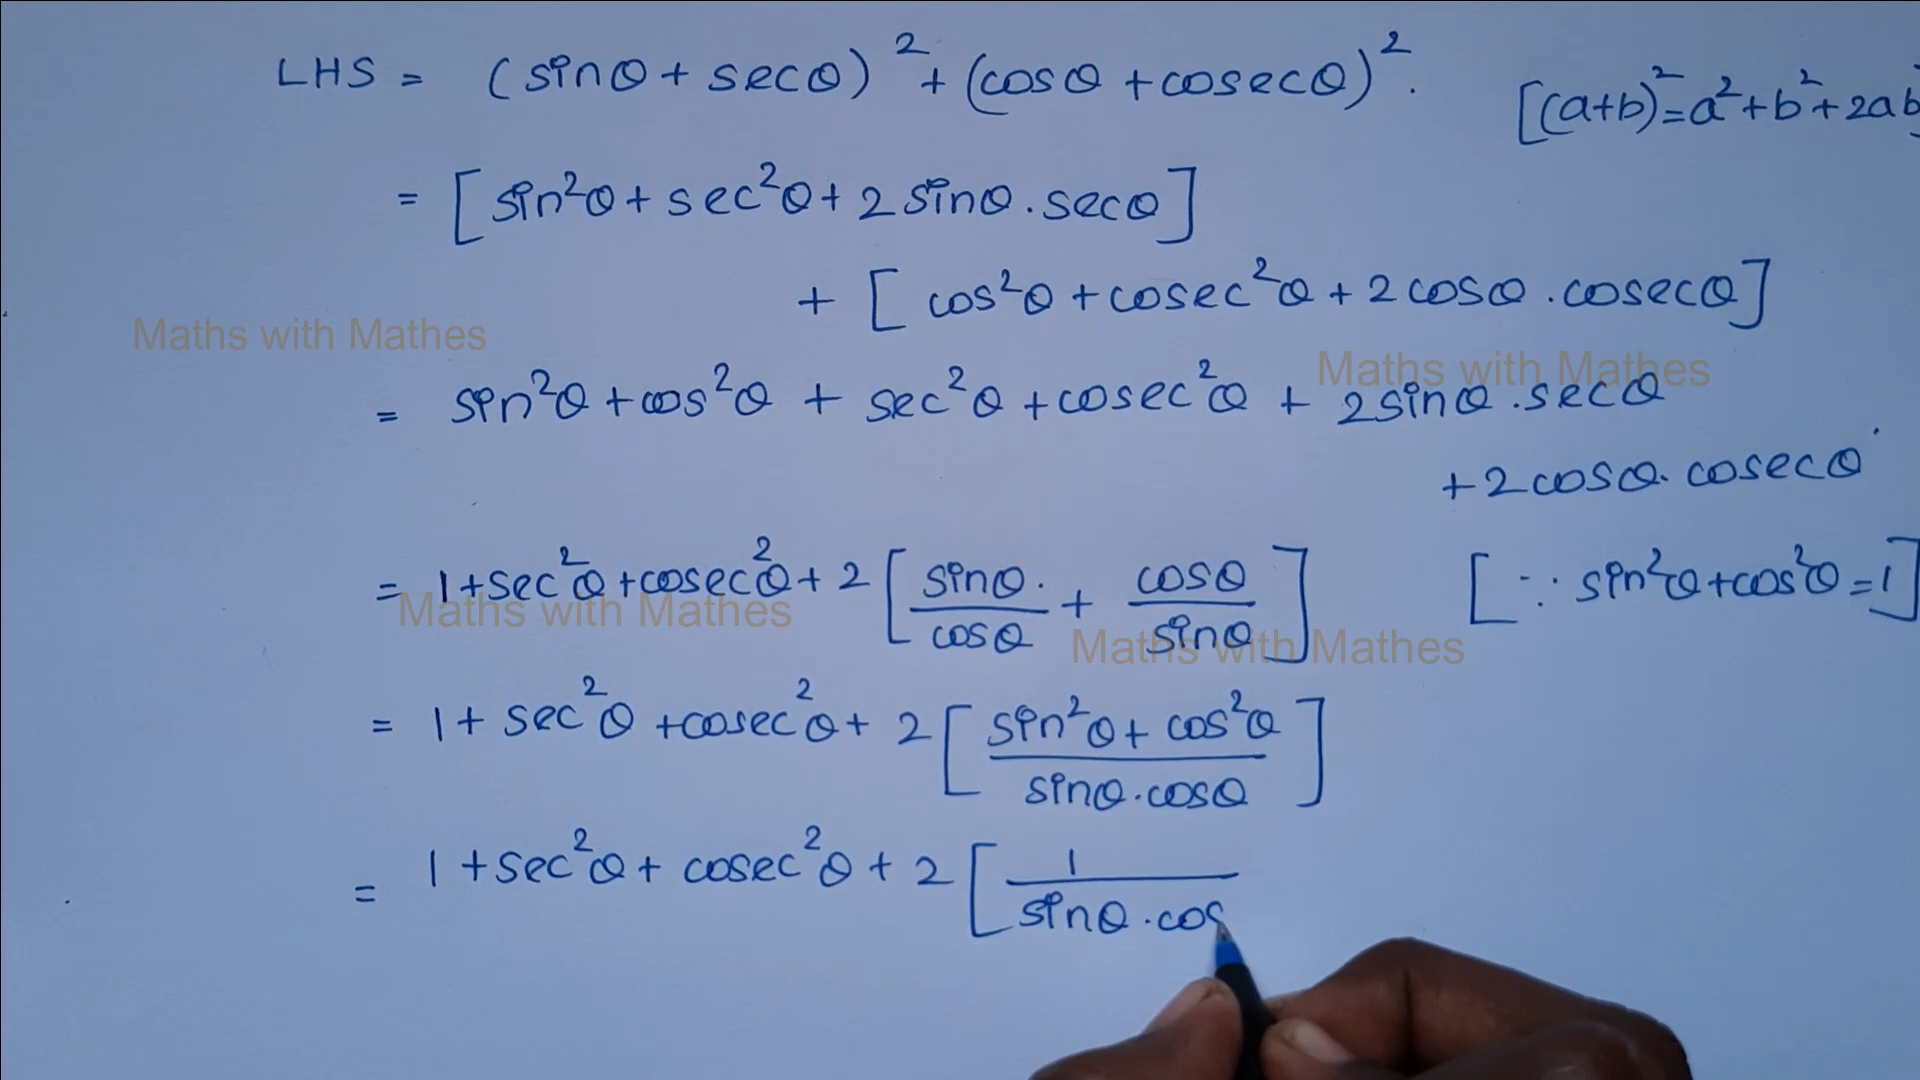 LHS = (sinθ + secθ)² + (cosθ + cosecθ)².
[(a+b)² = a² + b² + 2ab]
= [sin²θ + sec²θ + 2 sinθ . secθ]
+ [cos²θ + cosec²θ + 2 cosθ . cosecθ]
Maths with Mathes
Maths with Mathes
= sin²θ + cos²θ + sec²θ + cosec²θ + 2 sinθ . secθ
+ 2 cosθ . cosecθ
= 1 + sec²θ + cosec²θ + 2 [sinθ/cosθ + cosθ/sinθ]
[∵ sin²θ + cos²θ = 1]
Maths with Mathes
Maths with Mathes
= 1 + sec²θ + cosec²θ + 2 [sin²θ + cos²θ / sinθ . cosθ]
= 1 + sec²θ + cosec²θ + 2 [1 / sinθ . cos